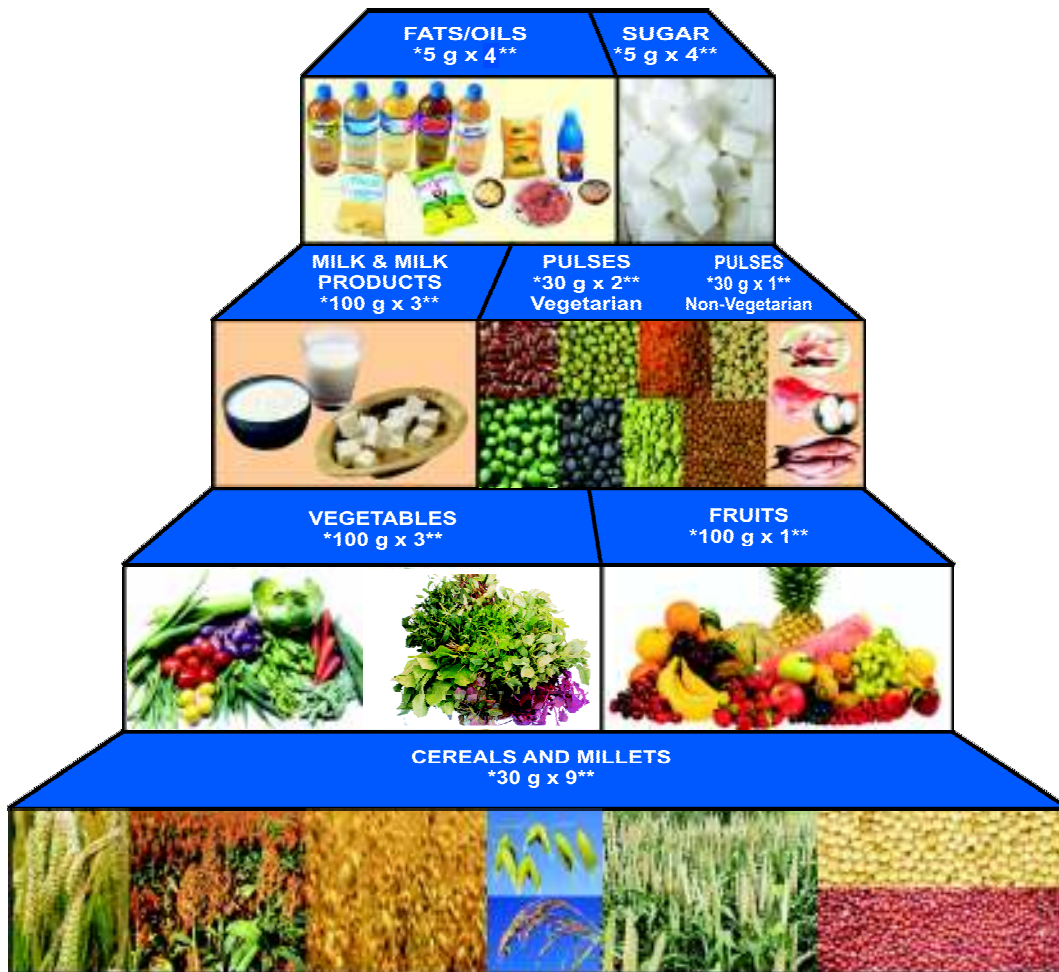 FATS/OILS
*5 g x 4**
SUGAR
*5 g x 4**
MILK & MILK
PRODUCTS
*100 g x 3**
PULSES
*30 g x 2**
Vegetarian
PULSES
*30 g x 1**
Non-Vegetarian
VEGETABLES
*100 g x 3**
FRUITS
*100 g x 1**
CEREALS AND MILLETS
*30 g x 9**